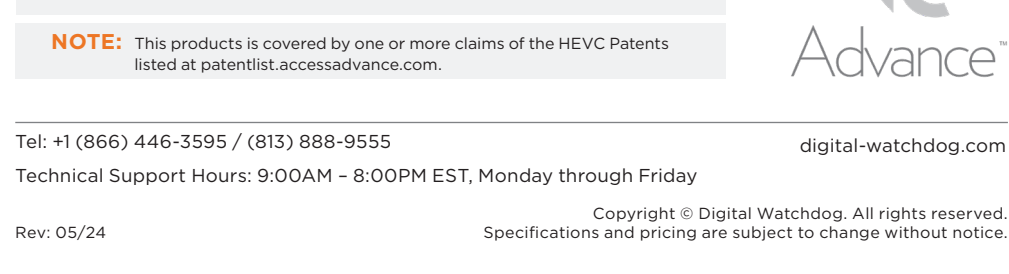 NOTE: This products is covered by one or more claims of the HEVC Patents
listed at patentlist.accessadvance.com.
Advance™
Tel: +1 (866) 446-3595 / (813) 888-9555
digital-watchdog.com
Technical Support Hours: 9:00AM – 8:00PM EST, Monday through Friday
Copyright © Digital Watchdog. All rights reserved.
Rev: 05/24
Specifications and pricing are subject to change without notice.